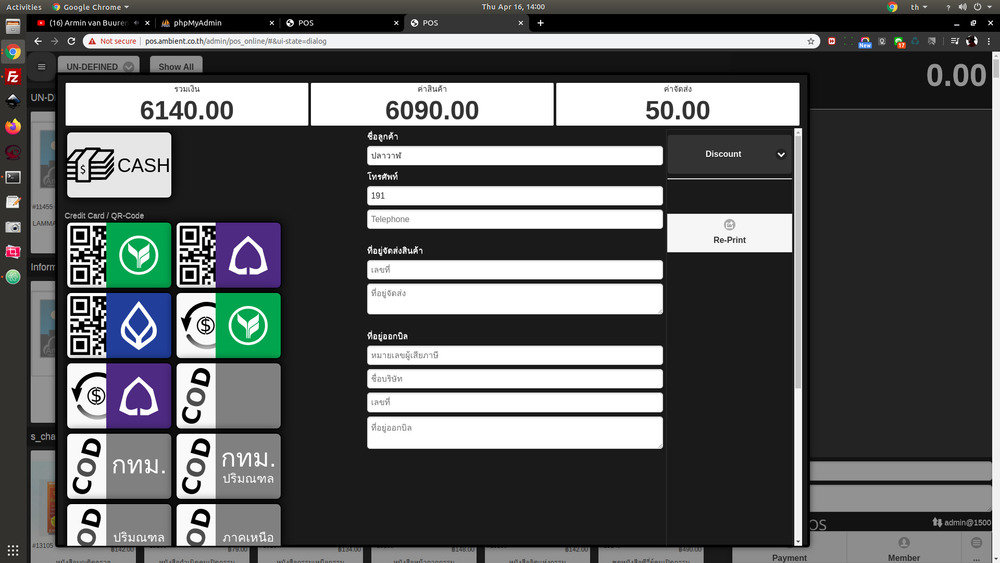 Activities
Google Chrome
Thu Apr 16, 14:00
th
(16) Armin van Buuren
phpMyAdmin
POS
POS
Not secure
pos.ambient.co.th/admin/pos_online/#&ui-state=dialog
New
UN-DEFINED
Show All
0.00
UN-D
รวมเงิน
6140.00
ค่าสินค้า
6090.00
ค่าจัดส่ง
50.00
CASH
ชื่อลูกค้า
ปลาวาฬ
โทรศัพท์
191
Telephone
Discount
Re-Print
#11455
LAMMA
Credit Card / QR-Code
ที่อยู่จัดส่งสินค้า
เลขที่
ที่อยู่จัดส่ง
Inform
ที่อยู่ออกบิล
หมายเลขผู้เสียภาษี
ชื่อบริษัท
เลขที่
ที่อยู่ออกบิล
COD
s_cha
COD
กทม.
COD
กทม.
ปริมณฑล
COD
ปริมณฑล
COD
ภาคเหนือ
#13105
฿142.00
฿79.00
฿134.00
฿148.00
฿142.00
฿490.00
POS
admin@1500
Payment
Member